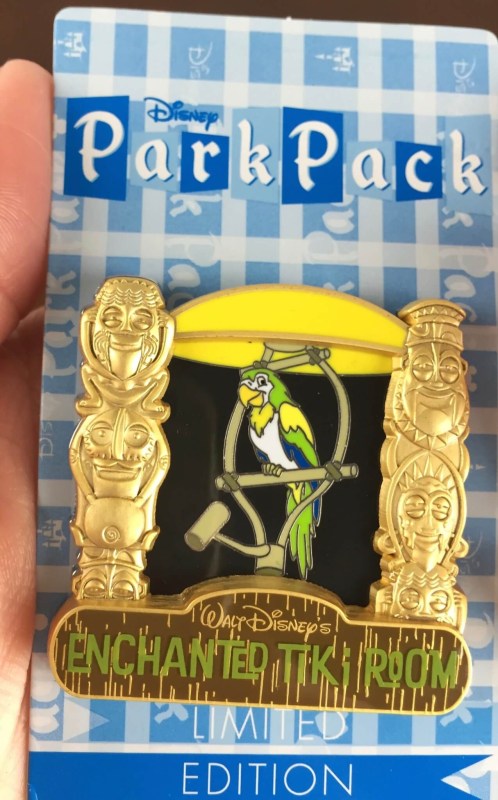 Disney
Park Pack
Walt Disney's
ENCHANTED TiKi ROOM
LIMITED
EDITION